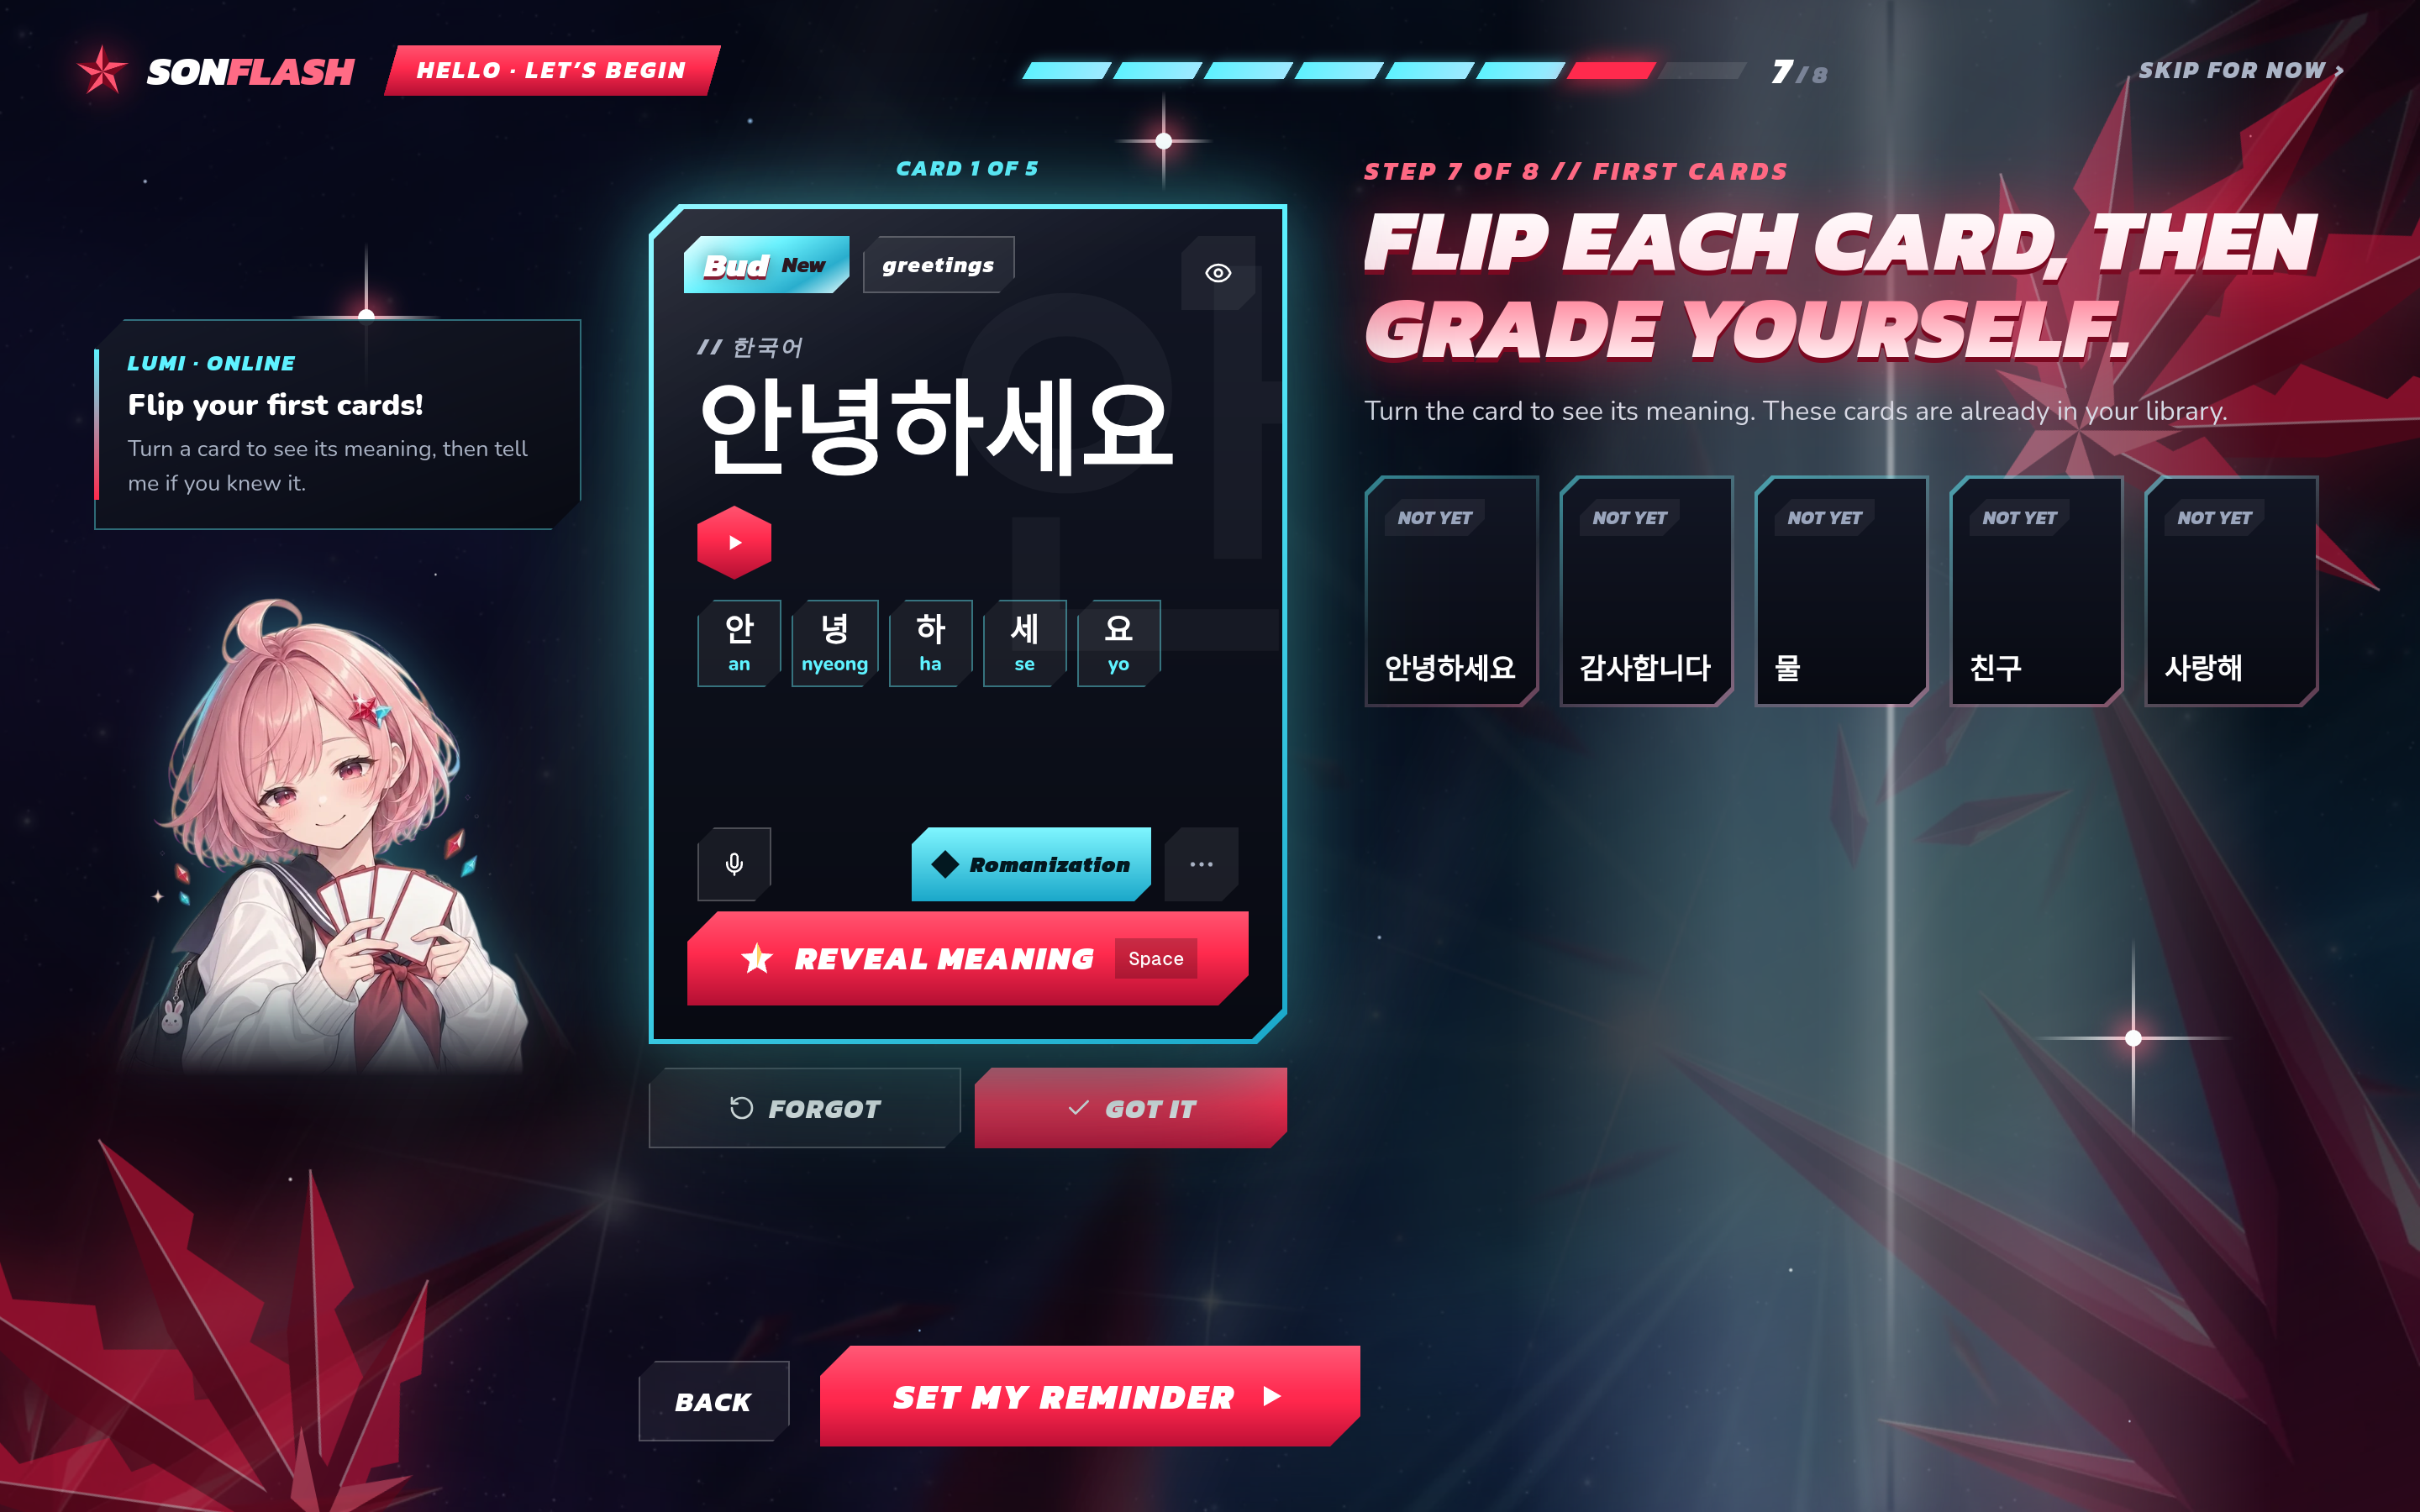 SONFLASH
HELLO · LET'S BEGIN
7/8
SKIP FOR NOW >
LUMI · ONLINE
Flip your first cards!
Turn a card to see its meaning, then tell
me if you knew it.
CARD 1 OF 5
Bud New
greetings
// 한국어
안녕하세요
안 녕 하 세 요
an nyeong ha se yo
Romanization
REVEAL MEANING Space
FORGOT
GOT IT
STEP 7 OF 8 // FIRST CARDS
FLIP EACH CARD, THEN
GRADE YOURSELF.
Turn the card to see its meaning. These cards are already in your library.
NOT YET NOT YET NOT YET NOT YET NOT YET
안녕하세요 감사합니다 물 친구 사랑해
BACK
SET MY REMINDER